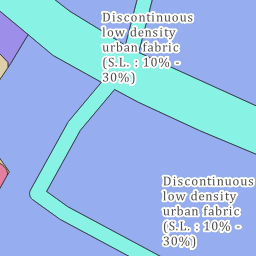 Discontinuous
low density
urban fabric
(S.L. : 10% -
30%)
Discontinuous
low density
urban fabric
(S.L. : 10% -
30%)